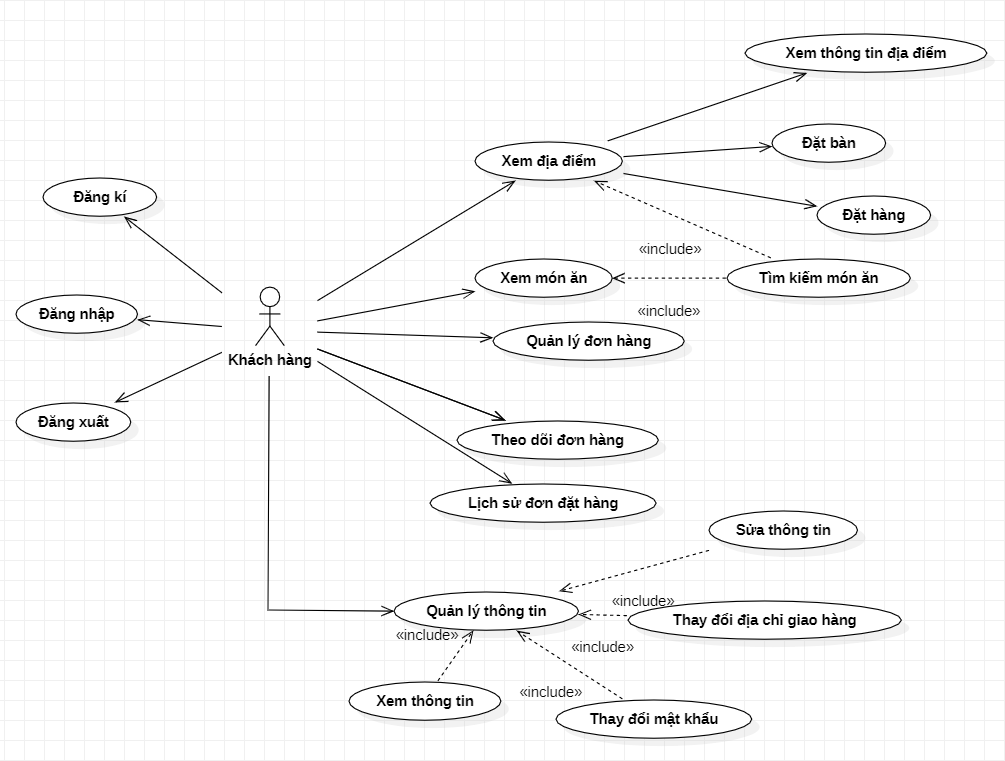 Xem thông tin địa điểm
Đặt bàn
Xem địa điểm
Đăng kí
Đặt hàng
«include»
Xem món ăn
Tìm kiếm món ăn
«include»
Đăng nhập
Quản lý đơn hàng
Khách hàng
Đăng xuất
Theo dõi đơn hàng
Lịch sử đơn đặt hàng
Sửa thông tin
«include»
Quản lý thông tin
Thay đổi địa chỉ giao hàng
«include»
«include»
«include»
Xem thông tin
Thay đổi mật khẩu